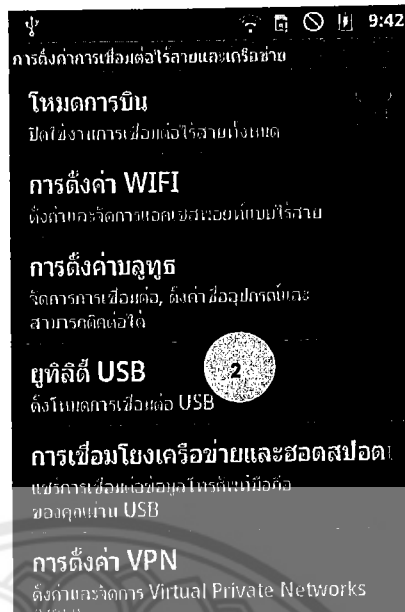 9:42
การตั้งค่าการเชื่อมต่อไร้สายและเครือข่าย
โหมดการบิน
ปิดใช้งานการเชื่อมต่อไร้สายทั้งหมด
การตั้งค่า WIFI
ตั้งค่าและจัดการแอคเซสพอยท์แบบไร้สาย
การตั้งค่าบลูทูธ
จัดการการเชื่อมต่อ, ตั้งค่าชื่ออุปกรณ์และ
สามารถติดต่อได้
ยูทิลิตี้ USB
2
ตั้งโหมดการเชื่อมต่อ USB
การเชื่อมโยงเครือข่ายและฮอตสปอต
แชร์การเชื่อมต่อข้อมูลโทรศัพท์มือถือ
ของคุณผ่าน USB
การตั้งค่า VPN
ตั้งค่าและจัดการ Virtual Private Networks